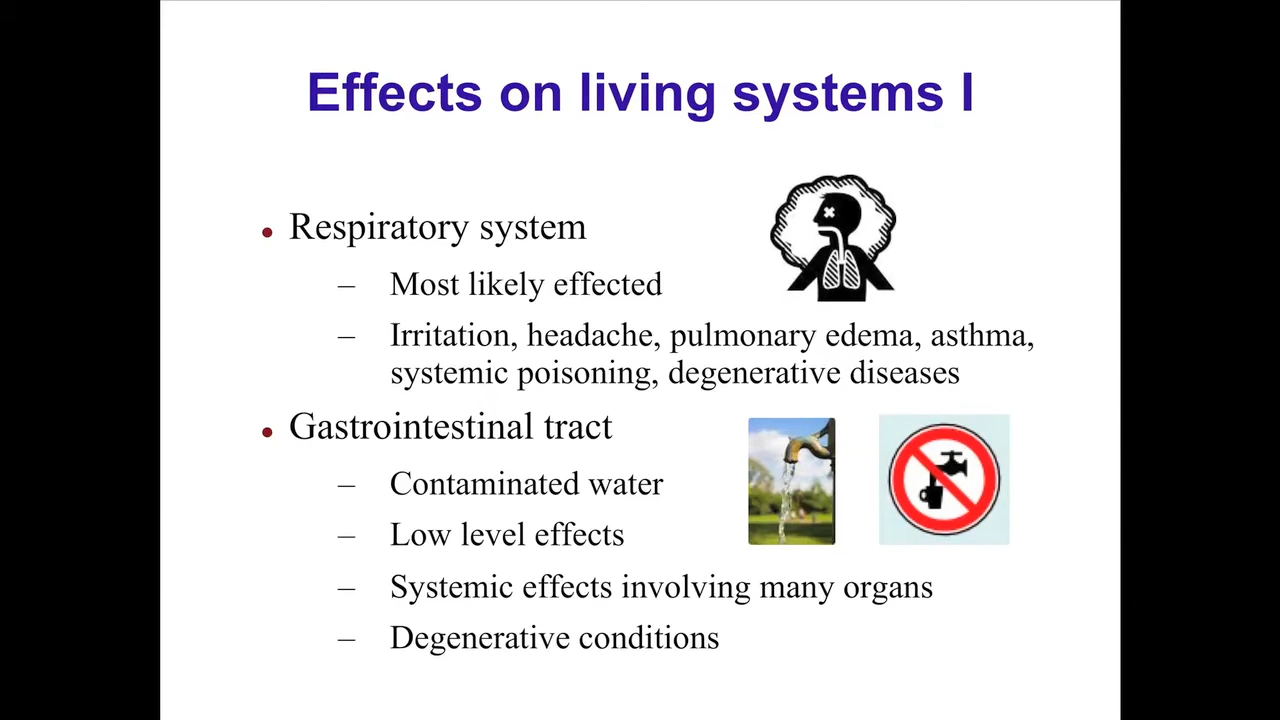 Effects on living systems I
• Respiratory system
– Most likely effected
– Irritation, headache, pulmonary edema, asthma,
systemic poisoning, degenerative diseases
• Gastrointestinal tract
– Contaminated water
– Low level effects
– Systemic effects involving many organs
– Degenerative conditions